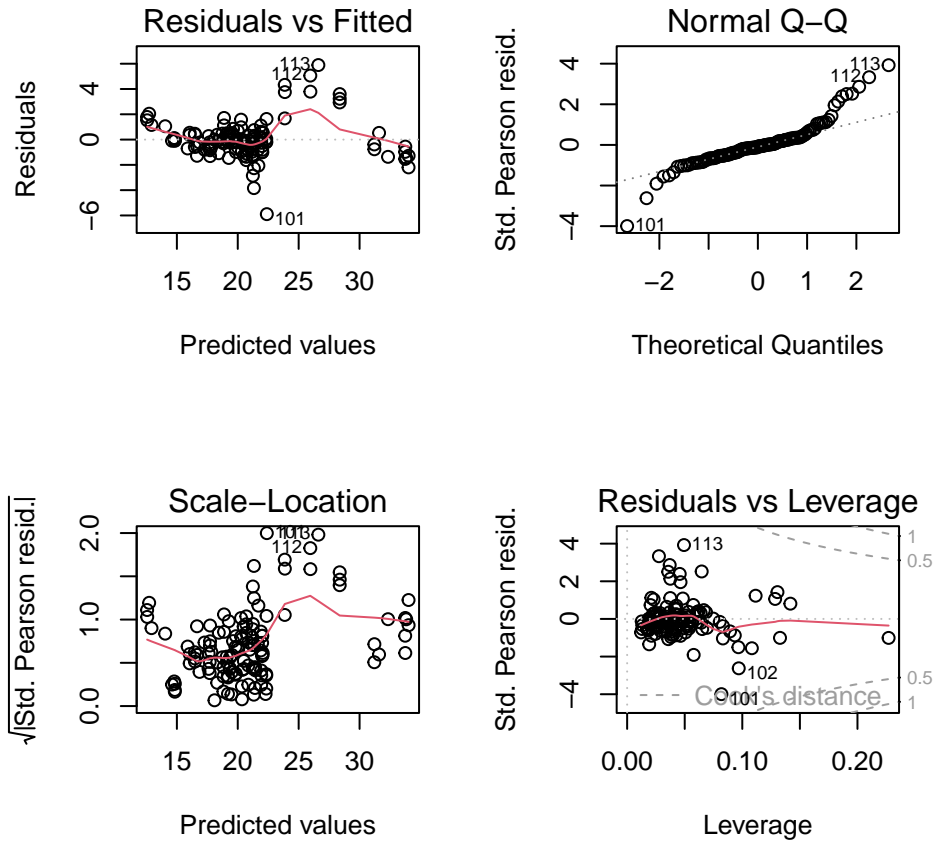 Residuals vs Fitted
Residuals
4
0
−6
113
112
101
15 20 25 30
Predicted values
Normal Q−Q
Std. Pearson resid.
4
2
0
−4
113
112
101
−2 0 1 2
Theoretical Quantiles
Scale−Location
√|Std. Pearson resid.|
2.0
1.0
0.0
113
112
15 20 25 30
Predicted values
Residuals vs Leverage
Std. Pearson resid.
4
2
0
−4
113
102
101
Cook's distance
1
0.5
0.5
1
0.00 0.10 0.20
Leverage